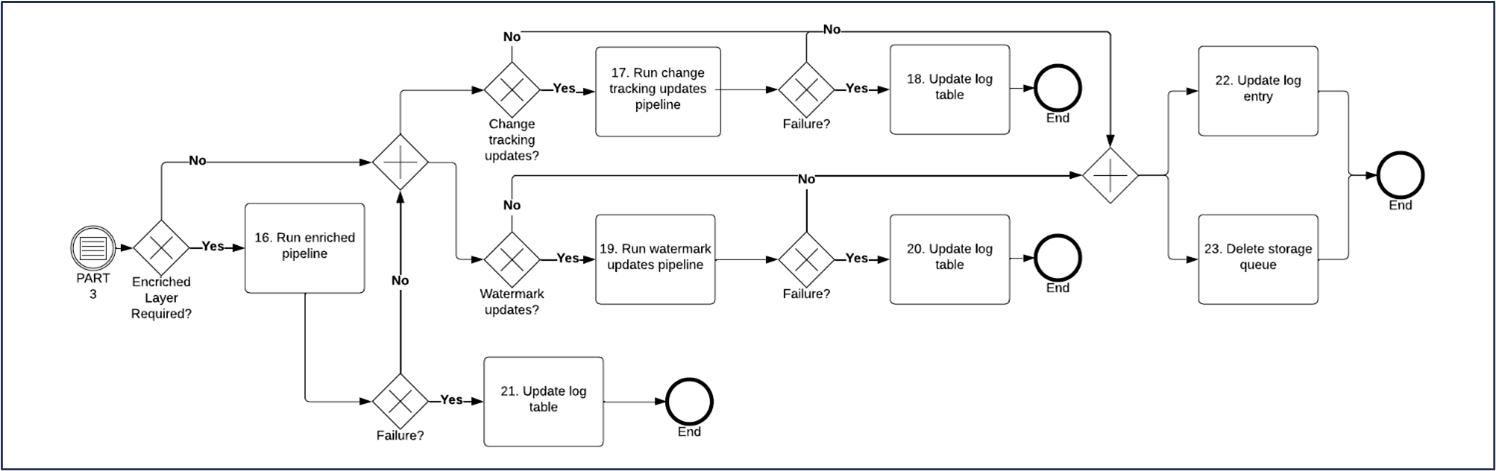 No
No
17. Run change
tracking updates
pipeline
18. Update log
table
22. Update log
entry
Yes
Yes
End
Change
tracking
updates?
Failure?
No
No
No
PART
3
Yes
Encriched
Layer
Required?
16. Run enriched
pipeline
19. Run watermark
updates pipeline
20. Update log
table
23. Delete storage
queue
Yes
Yes
End
End
Watermark
updates?
Failure?
No
21. Update log
table
Yes
Failure?
End